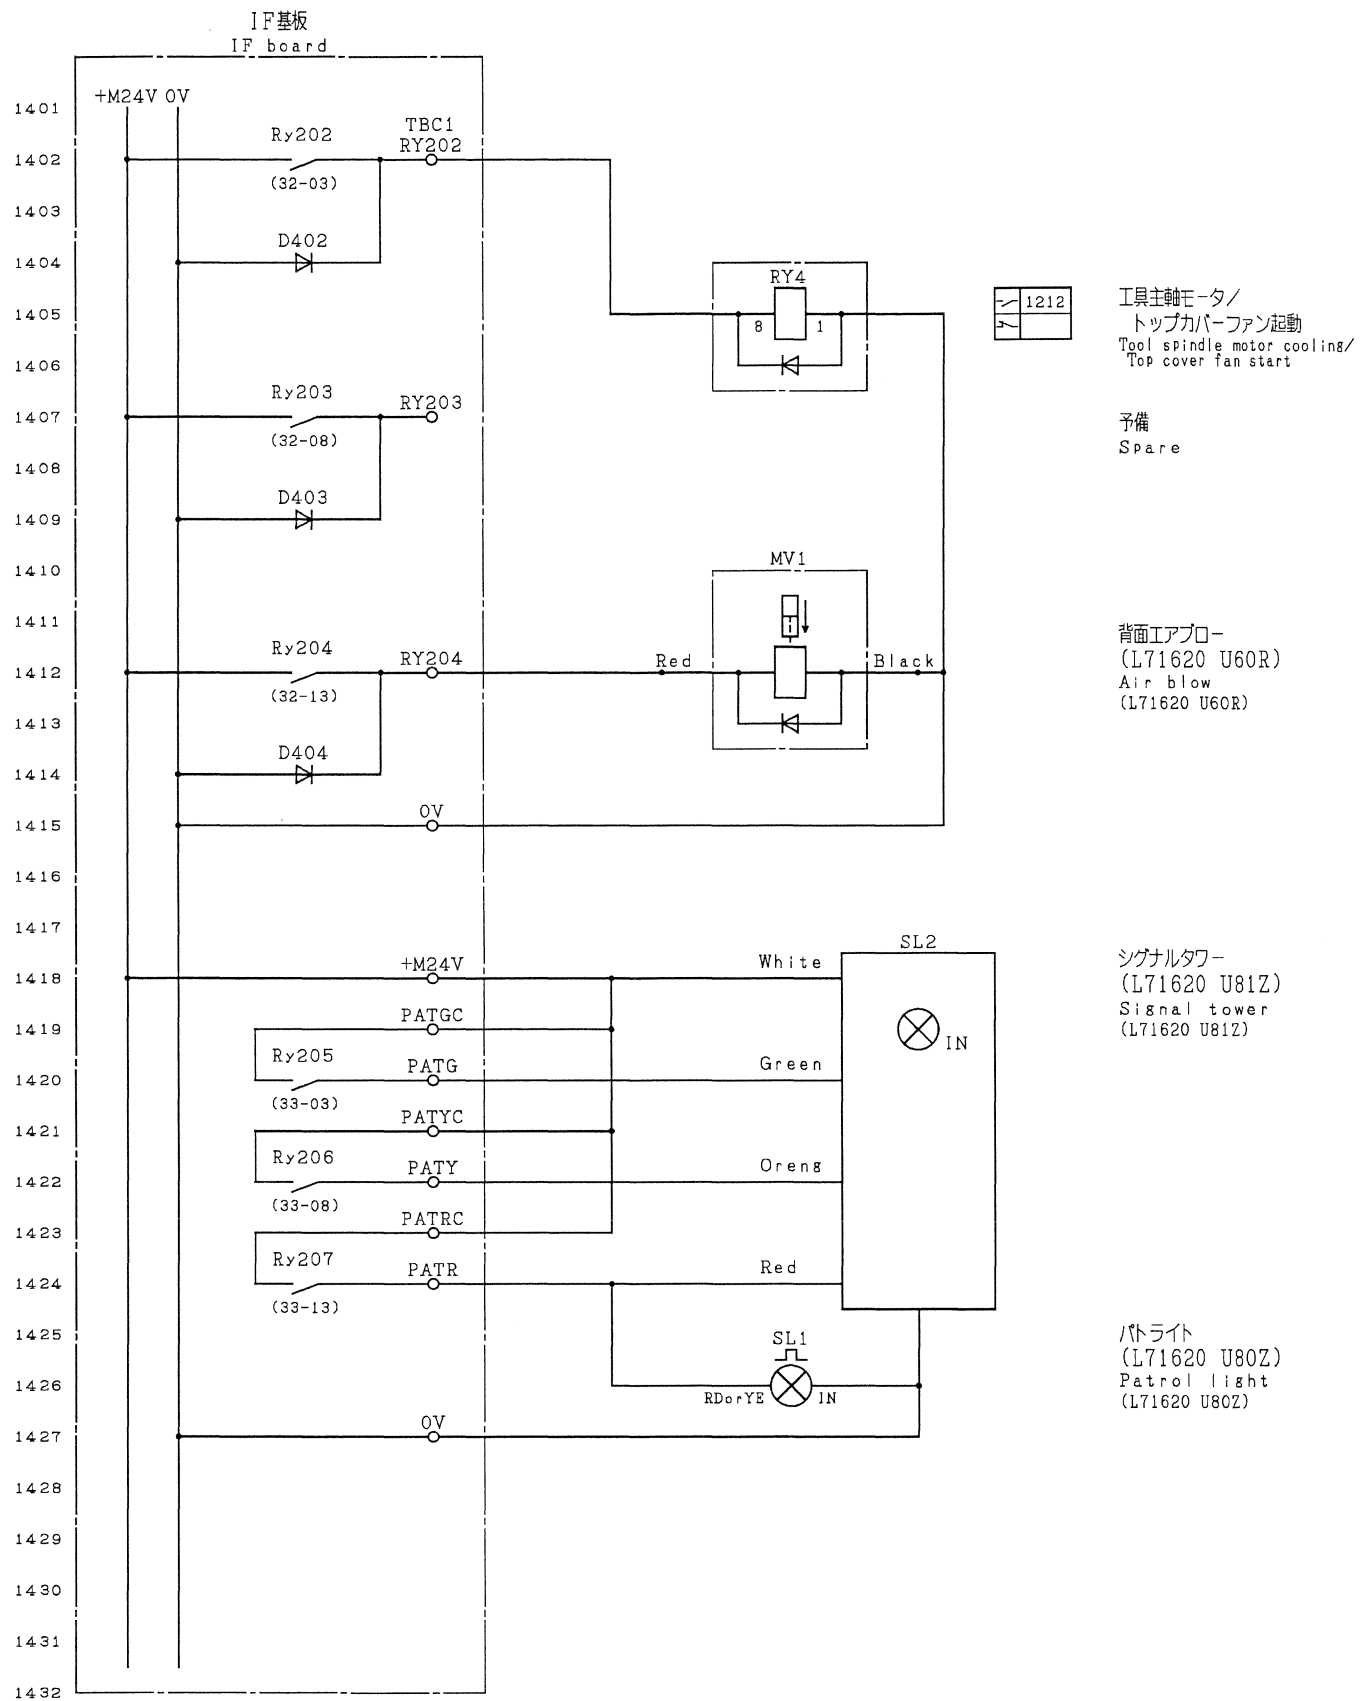 IF基板
IF board
1401
+M24V 0V
Ry202
TBC1
RY202
1402
(32-03)
1403
D402
1404
RY4
1405
8
1
1212
工具主軸モータ/
トップカバーファン起動
Tool spindle motor cooling/
Top cover fan start
1406
Ry203
RY203
1407
(32-08)
予備
Spare
1408
D403
1409
1410
MV1
1411
Ry204
RY204
Red
Black
1412
(32-13)
背面エアブロー
(L71620 U60R)
Air blow
(L71620 U60R)
1413
D404
1414
0V
1415
1416
1417
SL2
+M24V
White
1418
シグナルタワー
(L71620 U81Z)
Signal tower
(L71620 U81Z)
PATGC
1419
IN
Ry205
PATG
Green
1420
(33-03)
PATYC
1421
Ry206
PATY
Oreng
1422
(33-08)
PATRC
1423
Ry207
PATR
Red
1424
(33-13)
1425
SL1
パトライト
(L71620 U80Z)
Patrol light
(L71620 U80Z)
1426
RDorYE
IN
0V
1427
1428
1429
1430
1431
1432